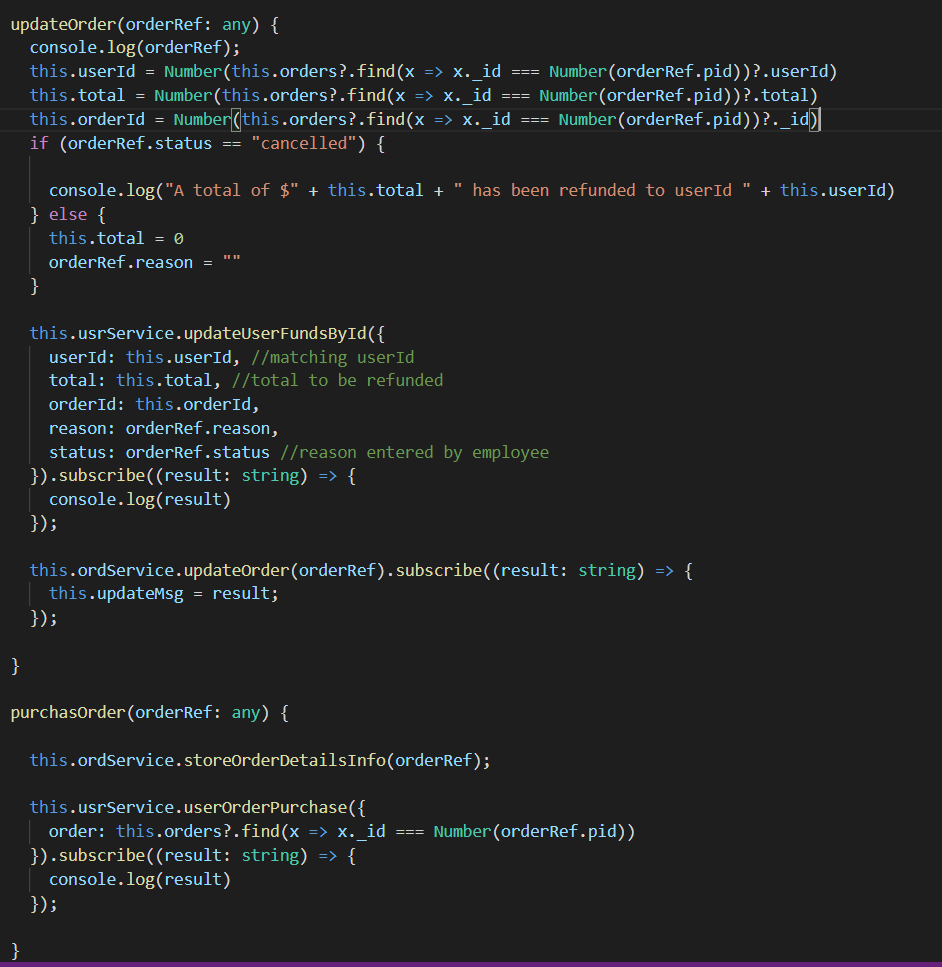 updateOrder(orderRef: any) {
  console.log(orderRef);
  this.userId = Number(this.orders?.find(x => x._id === Number(orderRef.pid))?.userId)
  this.total = Number(this.orders?.find(x => x._id === Number(orderRef.pid))?.total)
  this.orderId = Number(this.orders?.find(x => x._id === Number(orderRef.pid))?._id)
  if (orderRef.status == "cancelled") {
    console.log("A total of $" + this.total + " has been refunded to userId " + this.userId)
  } else {
    this.total = 0
    orderRef.reason = ""
  }
  this.usrService.updateUserFundsById({
    userId: this.userId, //matching userId
    total: this.total, //total to be refunded
    orderId: this.orderId,
    reason: orderRef.reason,
    status: orderRef.status //reason entered by employee
  }).subscribe((result: string) => {
    console.log(result)
  });
  this.ordService.updateOrder(orderRef).subscribe((result: string) => {
    this.updateMsg = result;
  });
}
purchasOrder(orderRef: any) {
  this.ordService.storeOrderDetailsInfo(orderRef);
  this.usrService.userOrderPurchase({
    order: this.orders?.find(x => x._id === Number(orderRef.pid))
  }).subscribe((result: string) => {
    console.log(result)
  });
}